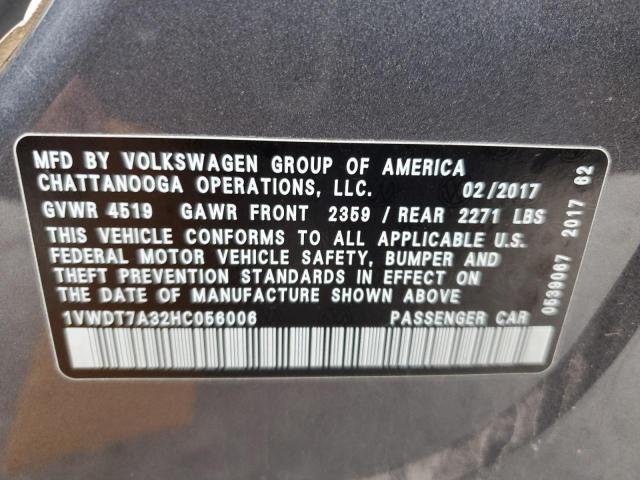 MFD BY VOLKSWAGEN GROUP OF AMERICA
CHATTANOOGA OPERATIONS, LLC. 02/2017
GVWR 4519 GAWR FRONT 2359 / REAR 2271 LBS
THIS VEHICLE CONFORMS TO ALL APPLICABLE U.S.
FEDERAL MOTOR VEHICLE SAFETY, BUMPER AND
THEFT PREVENTION STANDARDS IN EFFECT ON
THE DATE OF MANUFACTURE SHOWN ABOVE
1VWDT7A32HC056006 PASSENGER CAR
0539067 2017 62